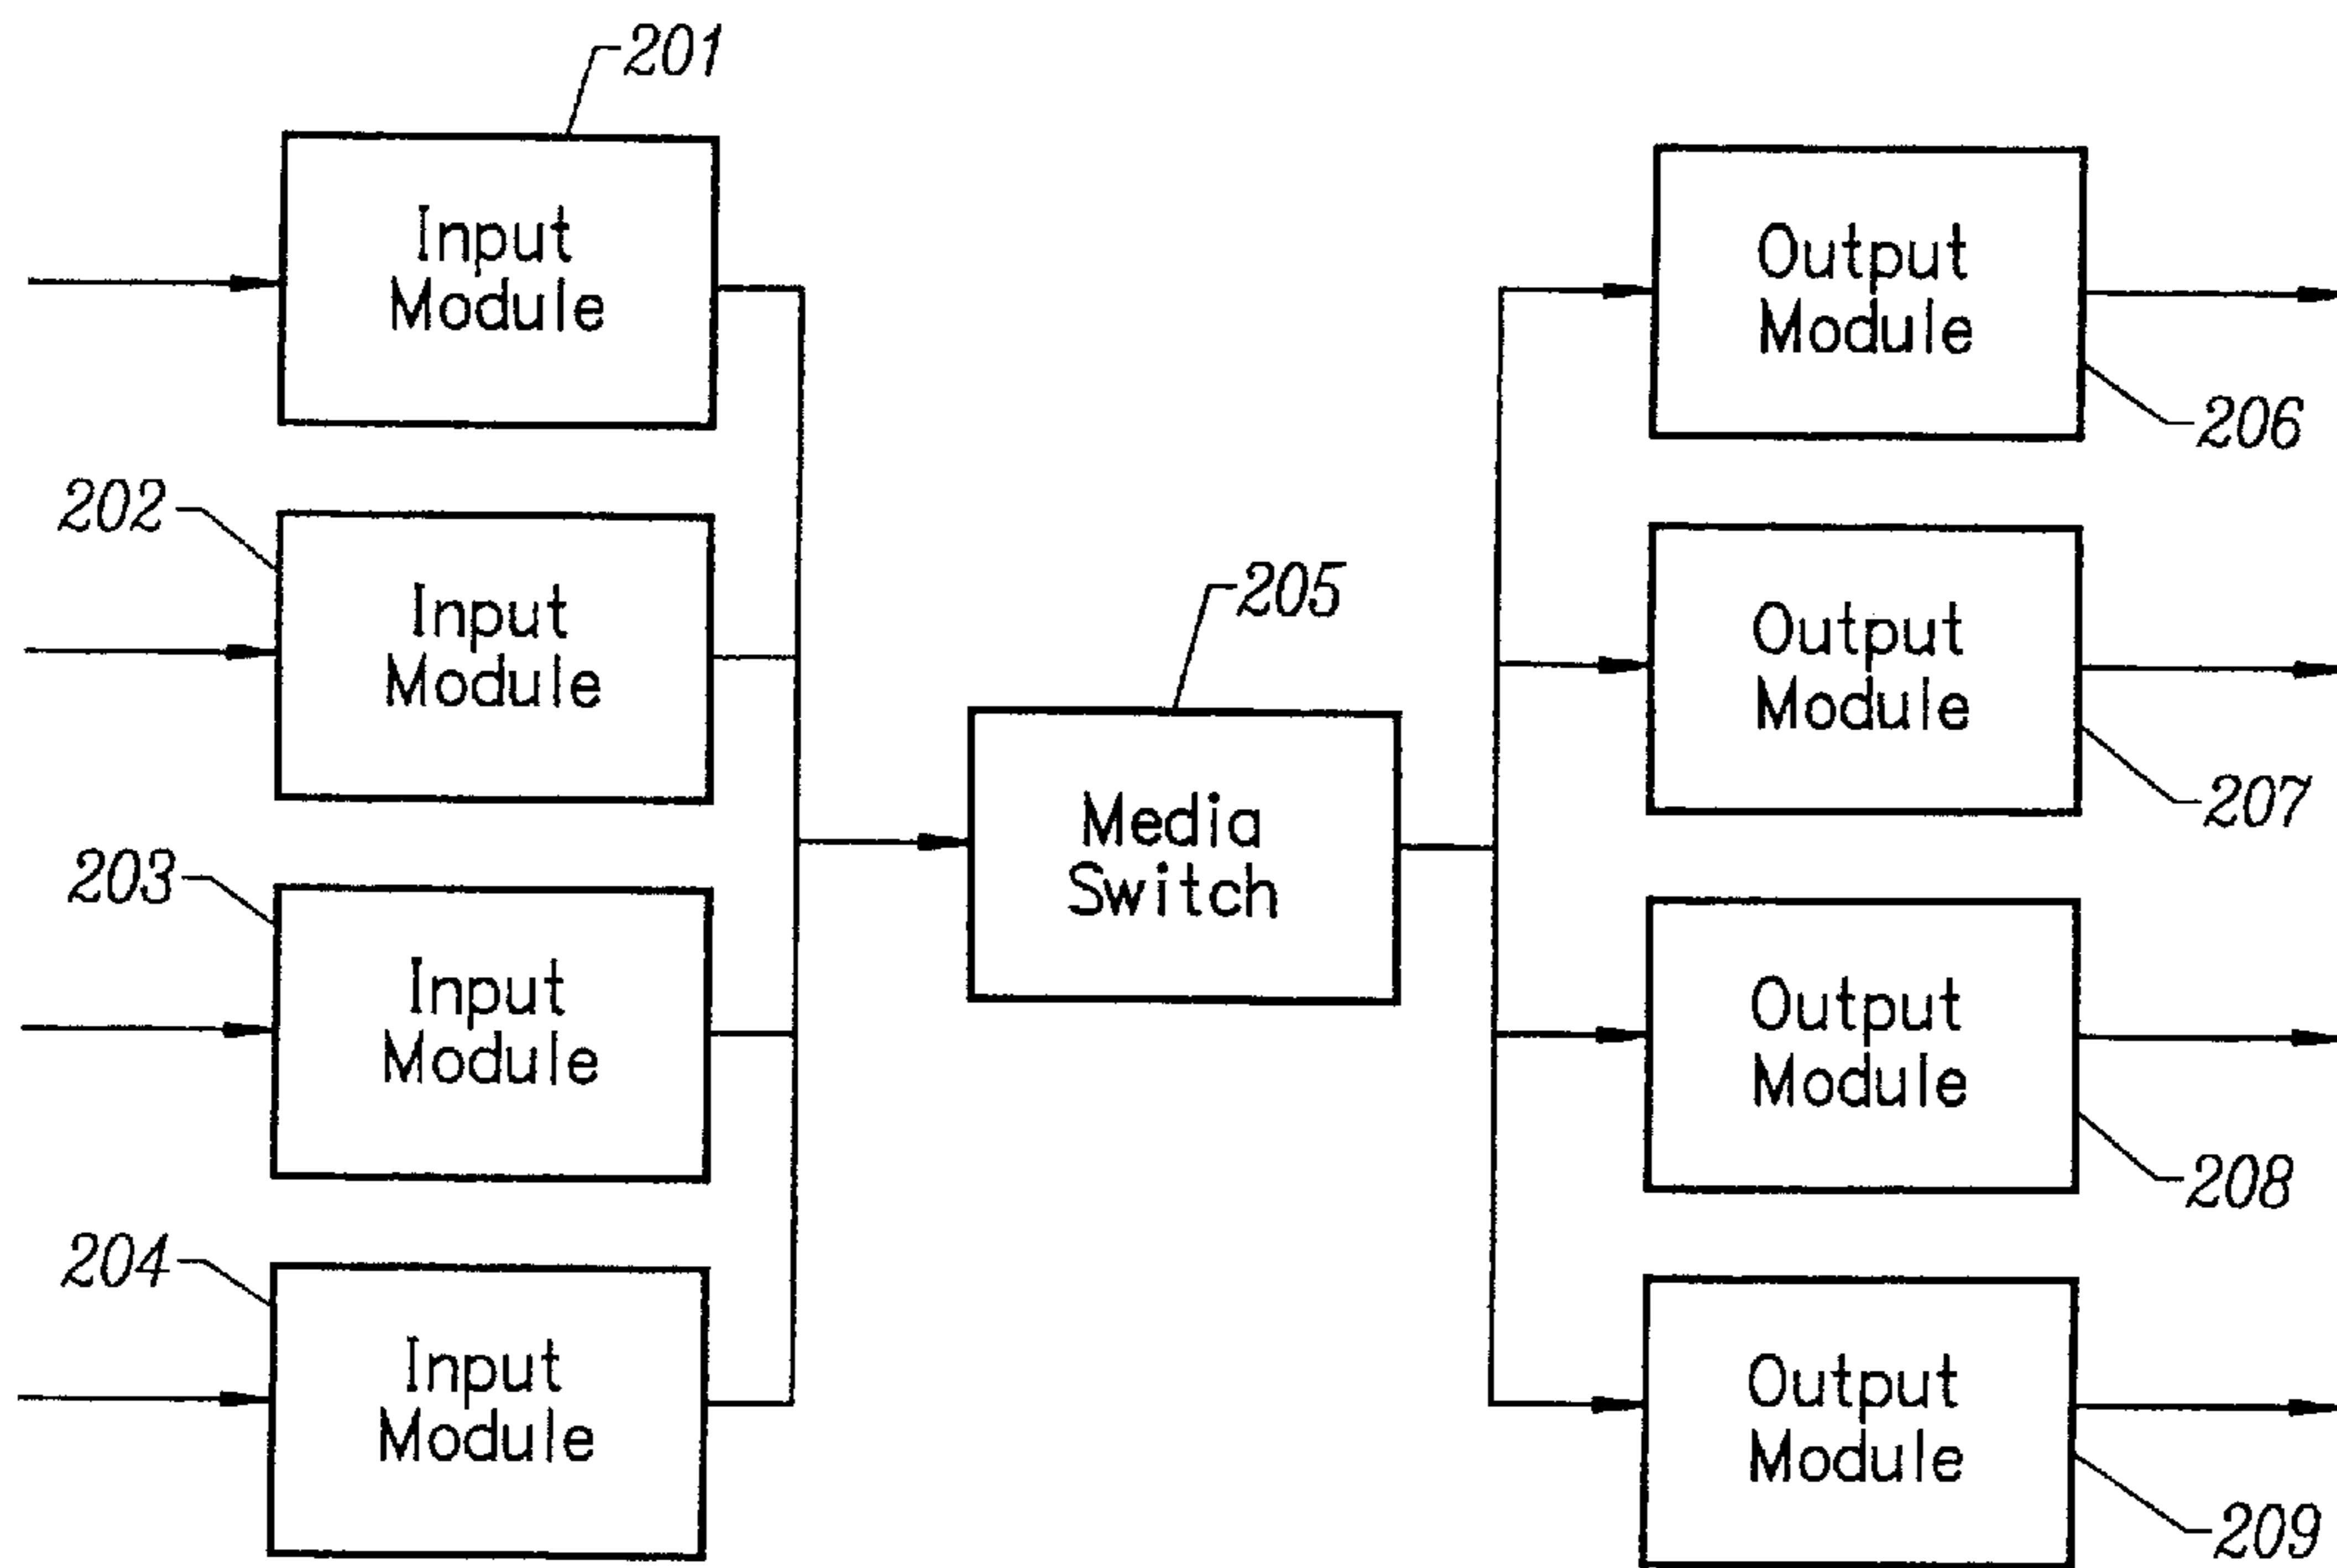 201
Input
Module
202
Input
Module
203
Input
Module
204
Input
Module
205
Media
Switch
Output
Module
206
Output
Module
207
Output
Module
208
Output
Module
209